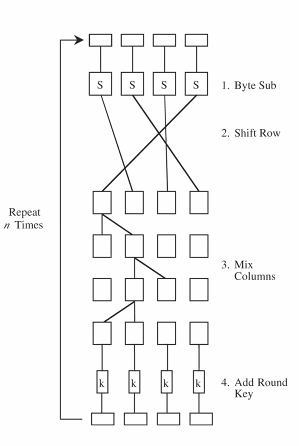 S S S S
1. Byte Sub
2. Shift Row
Repeat
n Times
3. Mix
Columns
k k k k
4. Add Round
Key